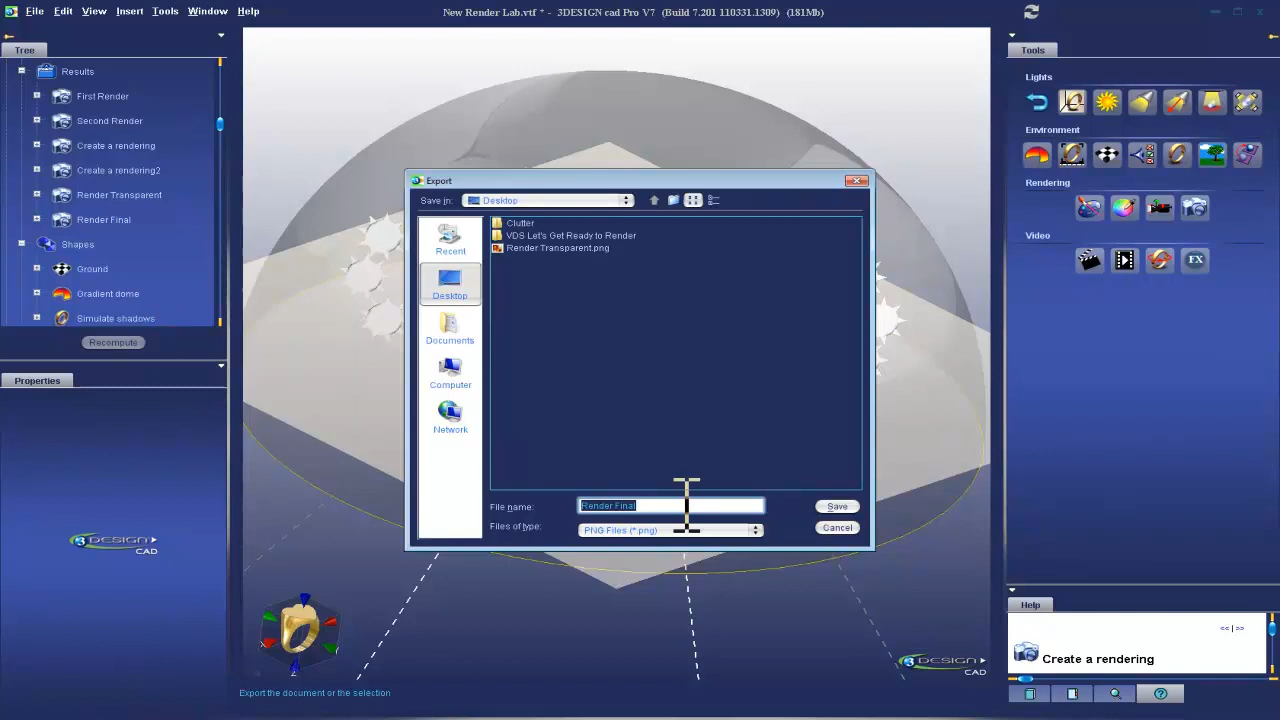 File Edit View Insert Tools Window Help
New Render Lab.vtf * - 3DESIGN cad Pro V7 (Build 7.201 110331.1309) (181Mb)
Tree
Results
First Render
Second Render
Create a rendering
Create a rendering2
Render Transparent
Render Final
Shapes
Ground
Gradient dome
Simulate shadows
Recompute
Properties
3DESIGN
CAD
Export
Save in: Desktop
Recent
Desktop
Documents
Computer
Network
Clutter
VDS Let's Get Ready to Render
Render Transparent.png
File name: Render Final
Save
Files of type: PNG Files (*.png)
Cancel
Z
3DESIGN
CAD
Export the document or the selection
Tools
Lights
Environment
Rendering
Video
FX
Help
<< | >>
Create a rendering